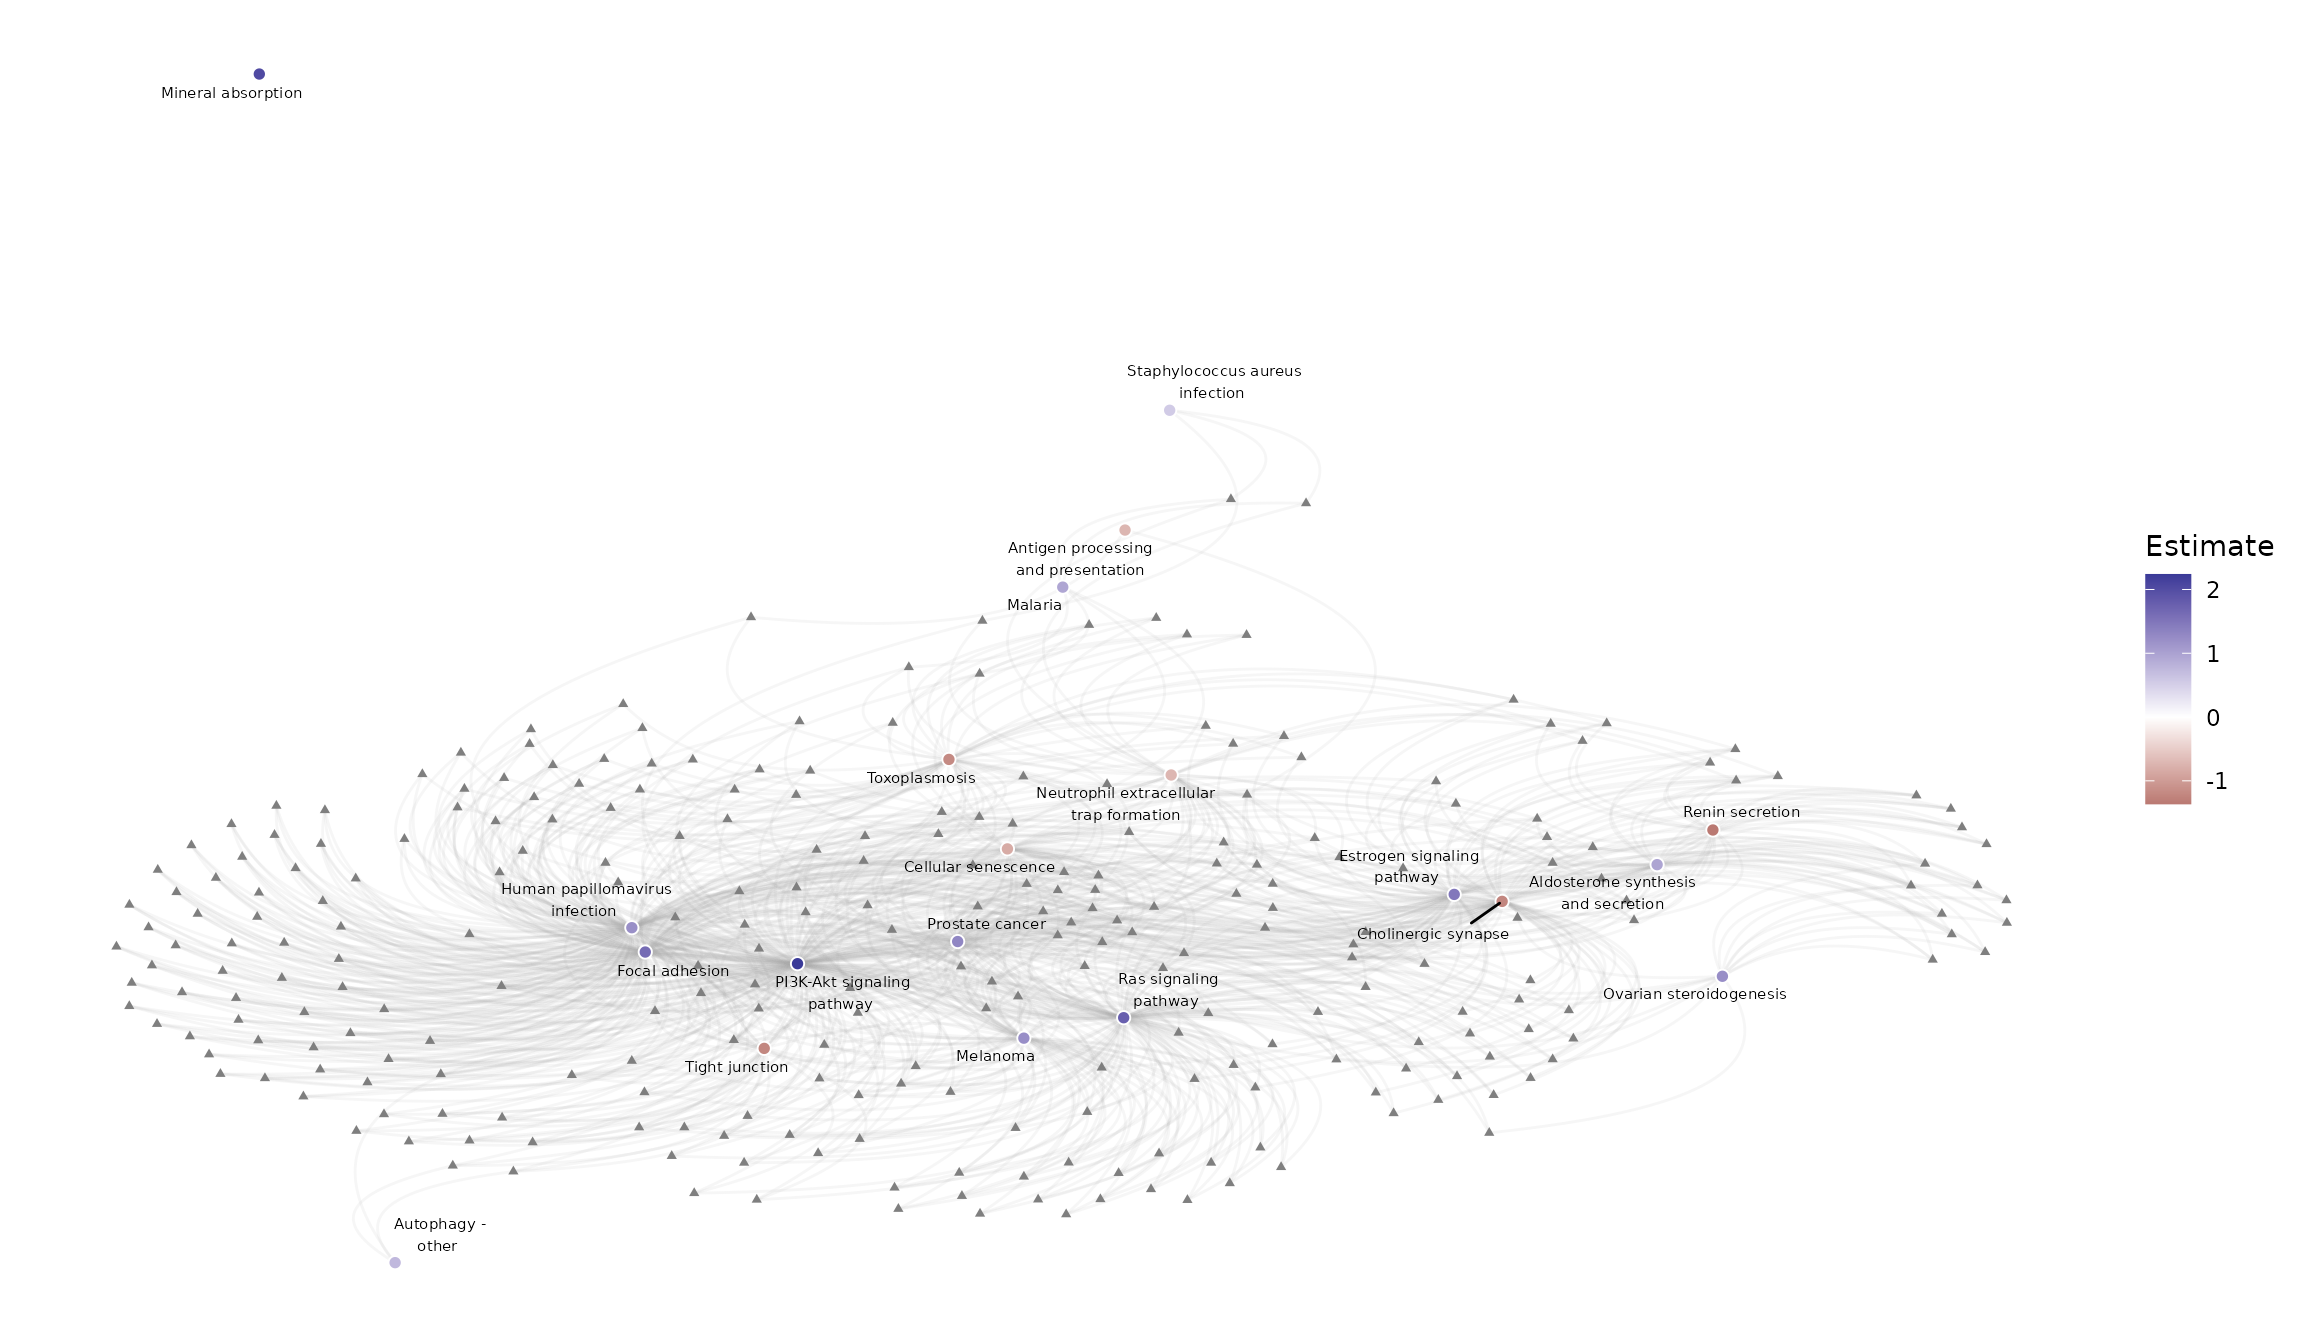 Mineral absorption
Staphylococcus aureus
infection
Antigen processing
and presentation
Malaria
Toxoplasmosis
Neutrophil extracellular
trap formation
Renin secretion
Cellular senescence
Estrogen signaling
pathway
Aldosterone synthesis
and secretion
Human papillomavirus
infection
Prostate cancer
Cholinergic synapse
Focal adhesion
PI3K-Akt signaling
pathway
Ras signaling
pathway
Ovarian steroidogenesis
Melanoma
Tight junction
Autophagy -
other
Estimate
2
1
0
-1